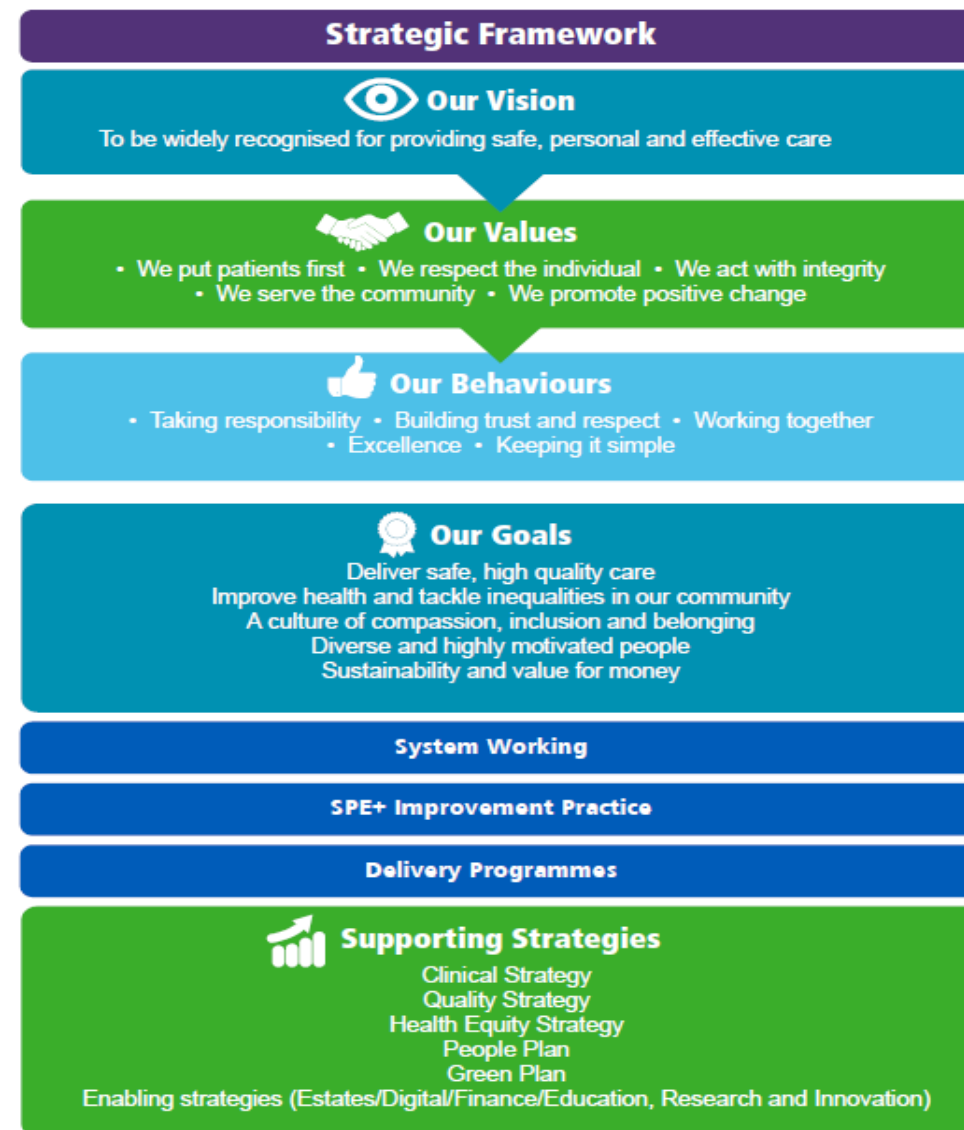 Strategic Framework
Our Vision
To be widely recognised for providing safe, personal and effective care
Our Values
• We put patients first • We respect the individual • We act with integrity
• We serve the community • We promote positive change
Our Behaviours
• Taking responsibility • Building trust and respect • Working together
• Excellence • Keeping it simple
Our Goals
Deliver safe, high quality care
Improve health and tackle inequalities in our community
A culture of compassion, inclusion and belonging
Diverse and highly motivated people
Sustainability and value for money
System Working
SPE+ Improvement Practice
Delivery Programmes
Supporting Strategies
Clinical Strategy
Quality Strategy
Health Equity Strategy
People Plan
Green Plan
Enabling strategies (Estates/Digital/Finance/Education, Research and Innovation)